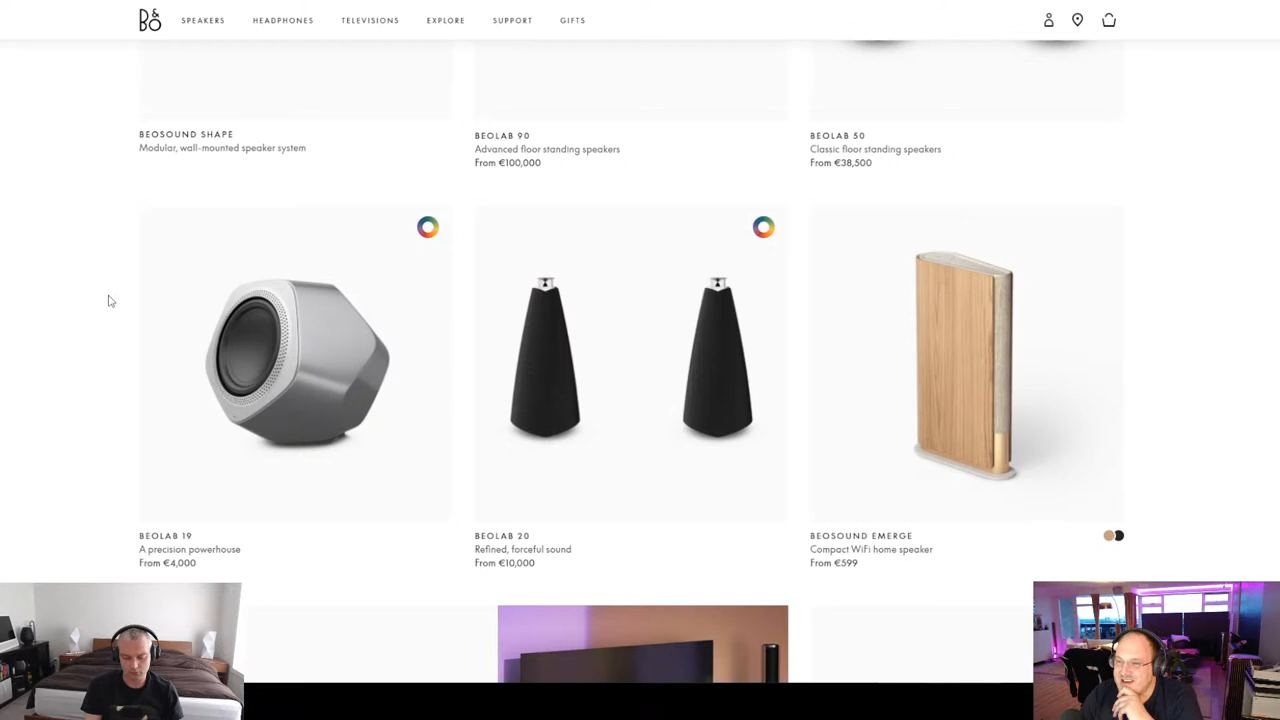 B&O
SPEAKERS
HEADPHONES
TELEVISIONS
EXPLORE
SUPPORT
GIFTS
BEOSOUND SHAPE
Modular, wall-mounted speaker system
BEOLAB 90
Advanced floor standing speakers
From €100,000
BEOLAB 50
Classic floor standing speakers
From €38,500
BEOLAB 19
A precision powerhouse
From €4,000
BEOLAB 20
Refined, forceful sound
From €10,000
BEOSOUND EMERGE
Compact WiFi home speaker
From €599